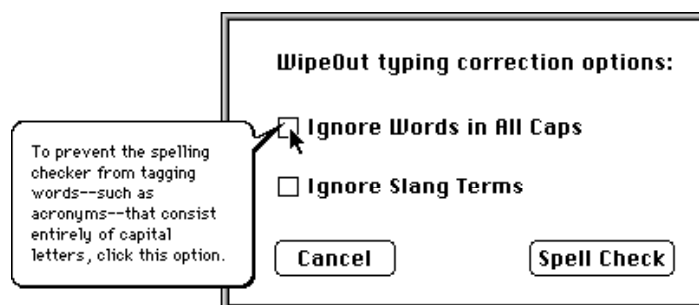 WipeOut typing correction options:
Ignore Words in All Caps
To prevent the spelling
checker from tagging
words--such as
acronyms--that consist
entirely of capital
letters, click this option.
Ignore Slang Terms
Cancel
Spell Check